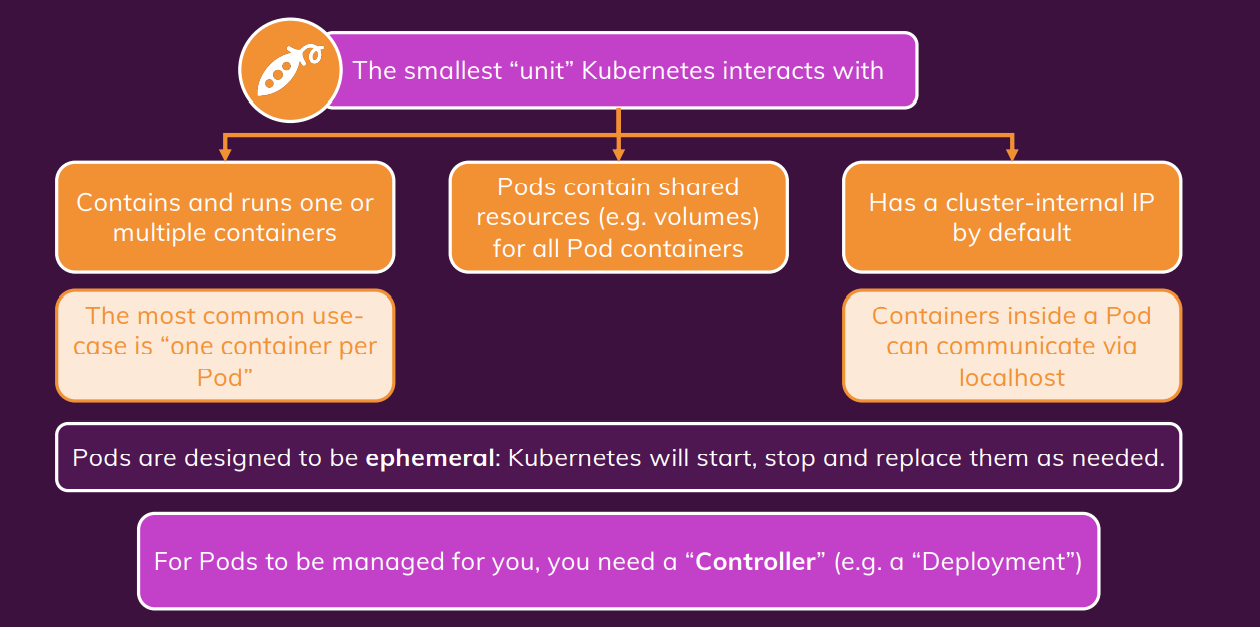 The smallest “unit” Kubernetes interacts with
Contains and runs one or
multiple containers
Pods contain shared
resources (e.g. volumes)
for all Pod containers
Has a cluster-internal IP
by default
The most common use-
case is “one container per
Pod”
Containers inside a Pod
can communicate via
localhost
Pods are designed to be ephemeral: Kubernetes will start, stop and replace them as needed.
For Pods to be managed for you, you need a “Controller” (e.g. a “Deployment”)